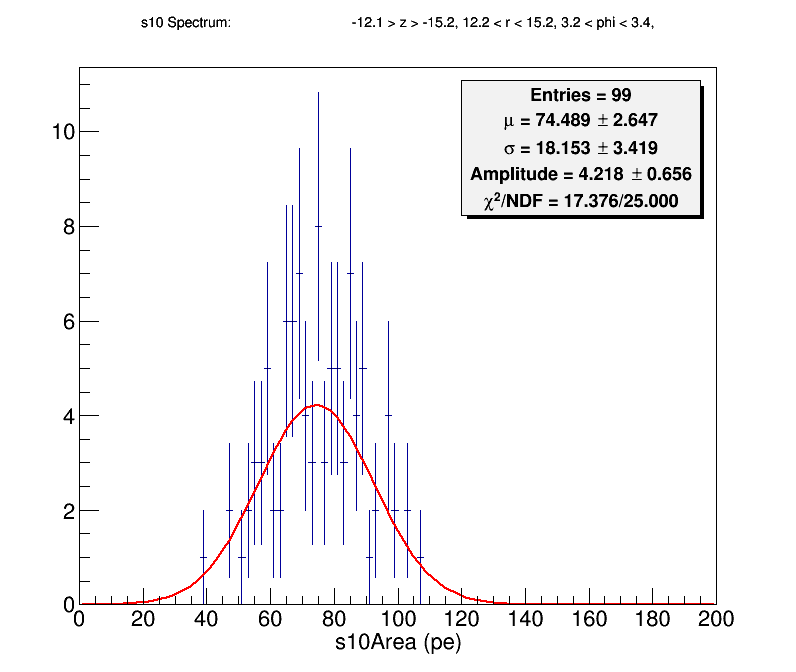 s10 Spectrum: -12.1 > z > -15.2, 12.2 < r < 15.2, 3.2 < phi < 3.4,
Entries = 99
μ = 74.489 ± 2.647
σ = 18.153 ± 3.419
Amplitude = 4.218 ± 0.656
χ²/NDF = 17.376/25.000
10
8
6
4
2
0
0 20 40 60 80 100 120 140 160 180 200
s10Area (pe)